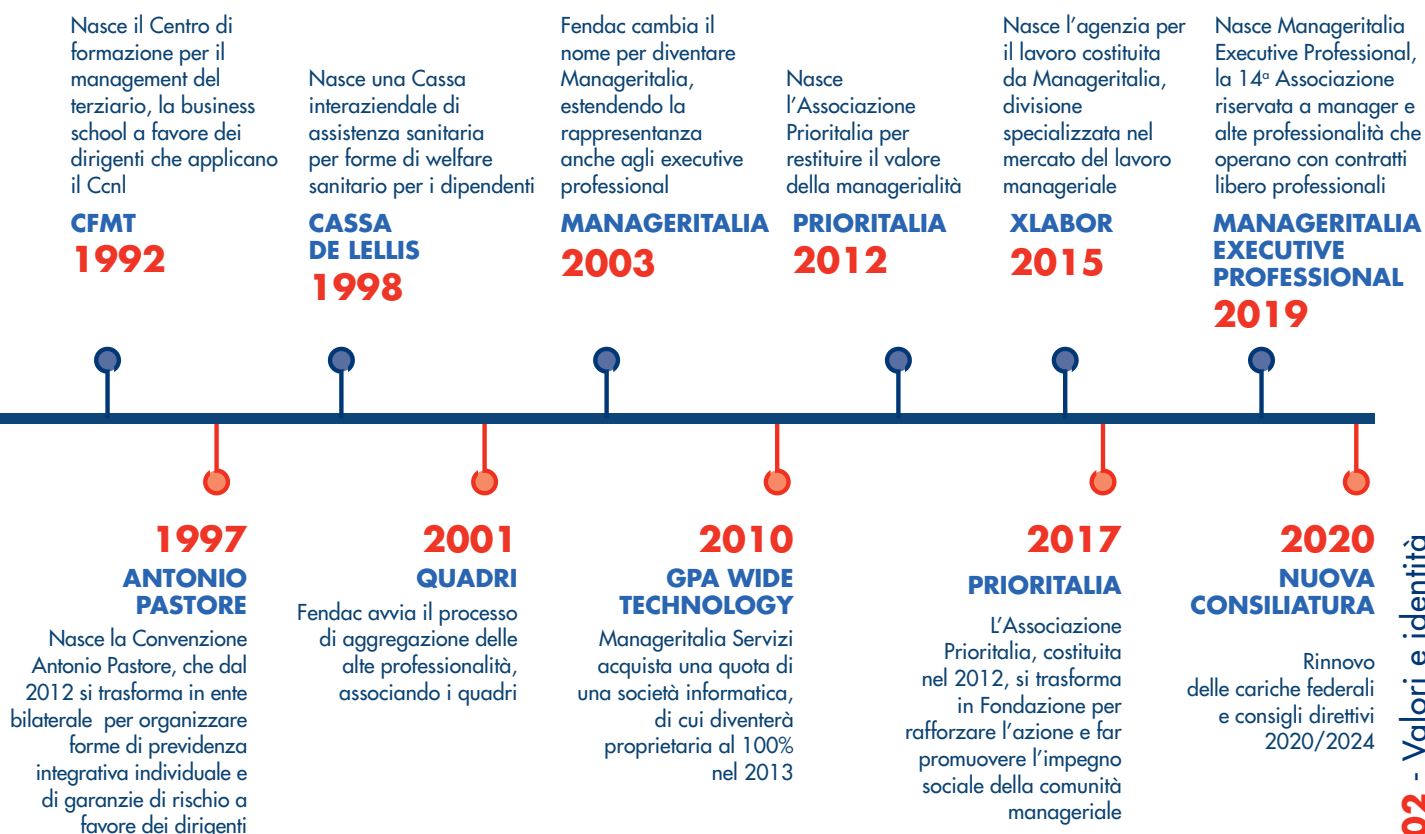 Nasce il Centro di
formazione per il
management del
terziario, la business
school a favore dei
dirigenti che applicano
il Ccnl
CFMT
1992
Nasce una Cassa
interaziendale di
assistenza sanitaria
per forme di welfare
sanitario per i dipendenti
CASSA
DE LELLIS
1998
Fendac cambia il
nome per diventare
Manageritalia,
estendendo la
rappresentanza
anche agli executive
professional
MANAGERITALIA
2003
Nasce
l’Associazione
Prioritalia per
restituire il valore
della managerialità
PRIORITALIA
2012
Nasce l’agenzia per
il lavoro costituita
da Manageritalia,
divisione
specializzata nel
mercato del lavoro
manageriale
XLABOR
2015
Nasce Manageritalia
Executive Professional,
la 14ª Associazione
riservata a manager e
alte professionalità che
operano con contratti
libero professionali
MANAGERITALIA
EXECUTIVE
PROFESSIONAL
2019
1997
ANTONIO
PASTORE
Nasce la Convenzione
Antonio Pastore, che dal
2012 si trasforma in ente
bilaterale per organizzare
forme di previdenza
integrativa individuale e
di garanzie di rischio a
favore dei dirigenti
2001
QUADRI
Fendac avvia il processo
di aggregazione delle
alte professionalità,
associando i quadri
2010
GPA WIDE
TECHNOLOGY
Manageritalia Servizi
acquista una quota di
una società informatica,
di cui diventerà
proprietaria al 100%
nel 2013
2017
PRIORITALIA
L’Associazione
Prioritalia, costituita
nel 2012, si trasforma
in Fondazione per
rafforzare l’azione e far
promuovere l’impegno
sociale della comunità
manageriale
2020
NUOVA
CONSILIATURA
Rinnovo
delle cariche federali
e consigli direttivi
2020/2024
02 - Valori e identità